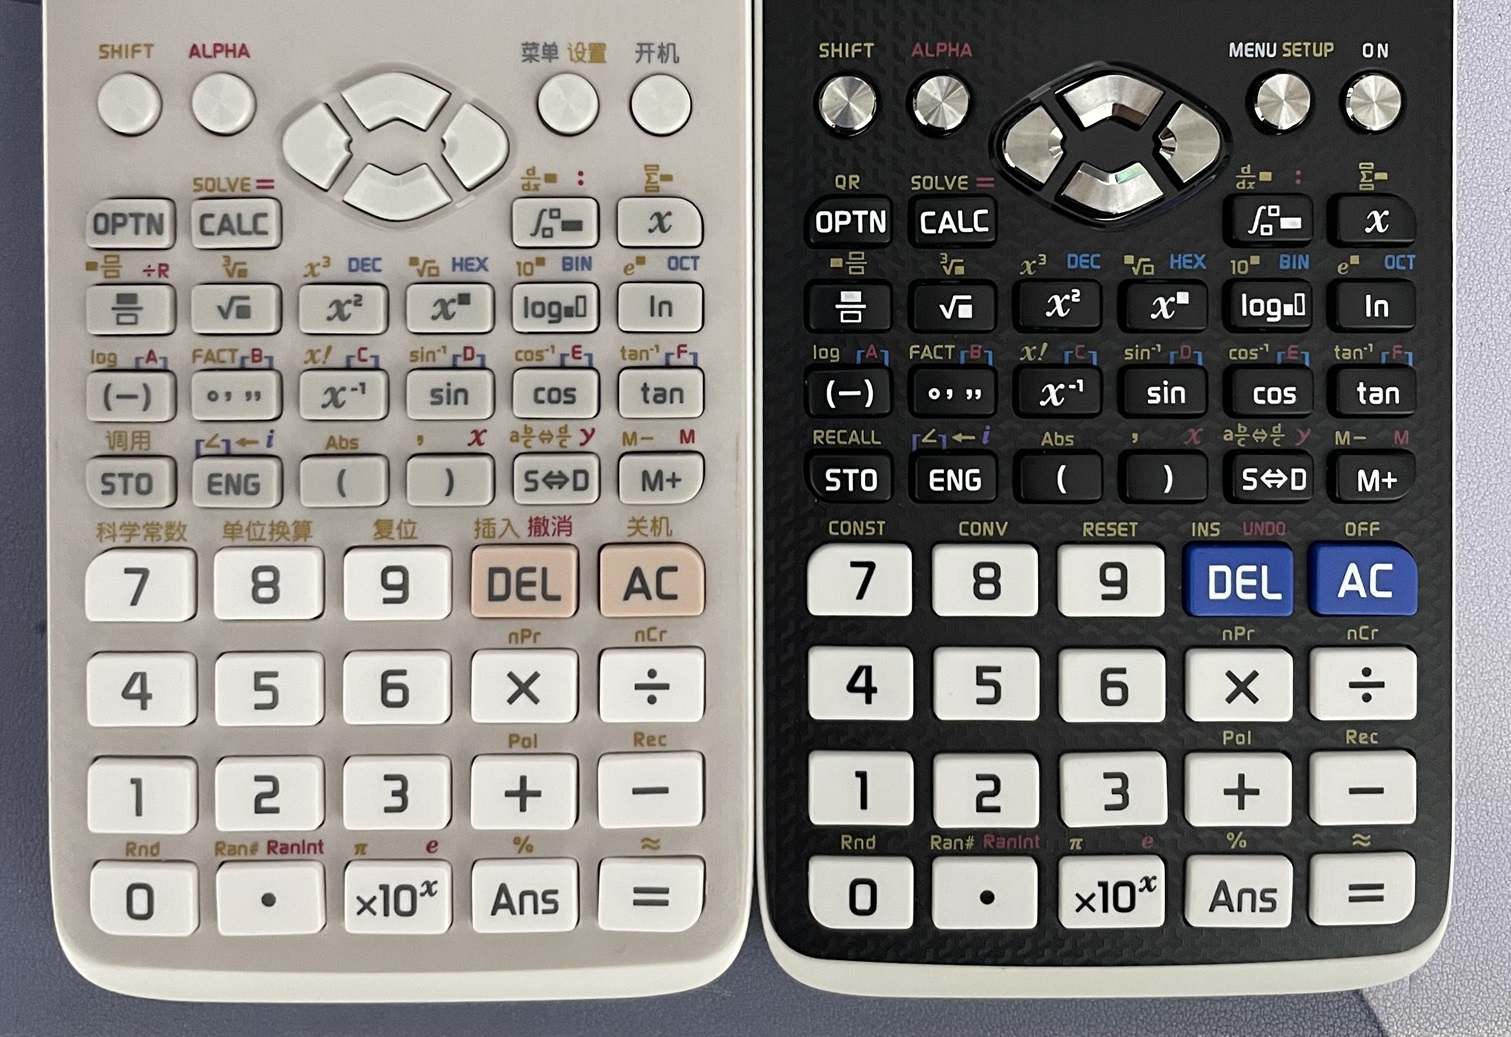 SHIFT ALPHA 菜单 设置 开机
SOLVE = d/dx■ : Σ
OPTN CALC ∫ x
÷R ∛ x³ DEC ■√□ HEX 10■ BIN e■ OCT
√■ x² x■ log■□ ln
log A FACT B x! C sin⁻¹ D cos⁻¹ E tan⁻¹ F
(−) ° ’ ” x⁻¹ sin cos tan
调用 ∠ ← i Abs , x a b/c⇔d/c y M− M
STO ENG ( ) S⇔D M+
科学常数 单位换算 复位 插入 撤消 关机
7 8 9 DEL AC
nPr nCr
4 5 6 × ÷
Pol Rec
1 2 3 + −
Rnd Ran# RanInt π e % ≈
0 • ×10ˣ Ans =
SHIFT ALPHA MENU SETUP ON
QR SOLVE = d/dx■ : Σ
OPTN CALC ∫ x
∛ x³ DEC ■√□ HEX 10■ BIN e■ OCT
√■ x² x■ log■□ ln
log A FACT B x! C sin⁻¹ D cos⁻¹ E tan⁻¹ F
(−) ° ’ ” x⁻¹ sin cos tan
RECALL ∠ ← i Abs , x a b/c⇔d/c y M− M
STO ENG ( ) S⇔D M+
CONST CONV RESET INS UNDO OFF
7 8 9 DEL AC
nPr nCr
4 5 6 × ÷
Pol Rec
1 2 3 + −
Rnd Ran# RanInt π e % ≈
0 • ×10ˣ Ans =